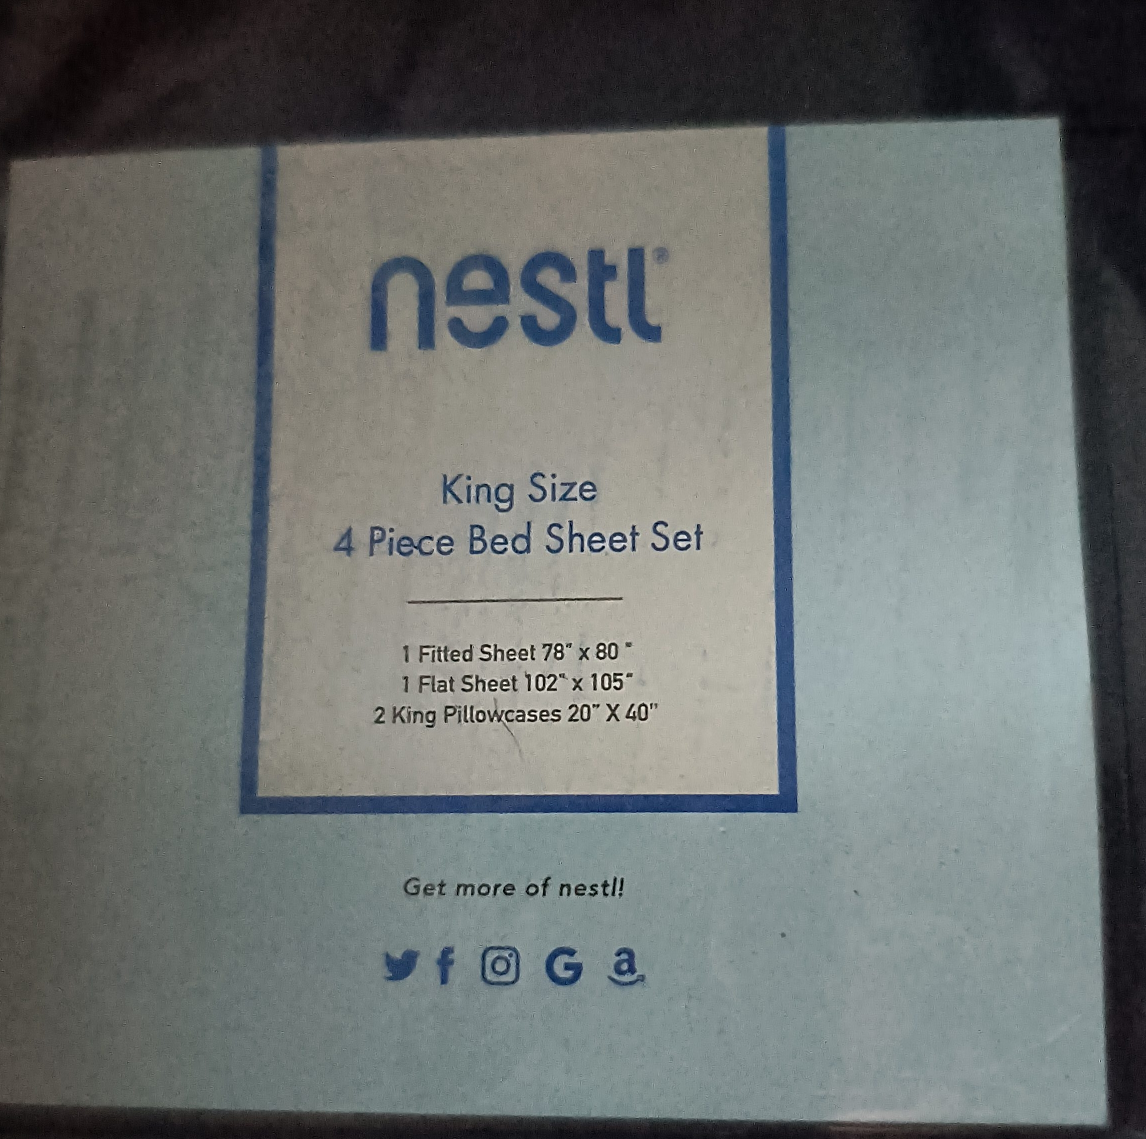 nestl®
King Size
4 Piece Bed Sheet Set
1 Fitted Sheet 78" x 80 "
1 Flat Sheet 102" x 105"
2 King Pillowcases 20" X 40"
Get more of nestl!